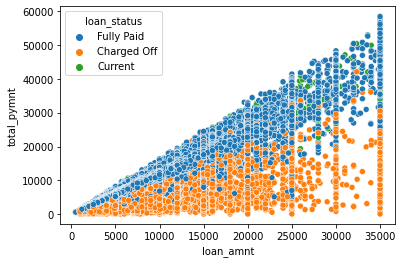 loan_status
Fully Paid
Charged Off
Current
60000
50000
40000
30000
20000
10000
0
total_pymnt
0 5000 10000 15000 20000 25000 30000 35000
loan_amnt